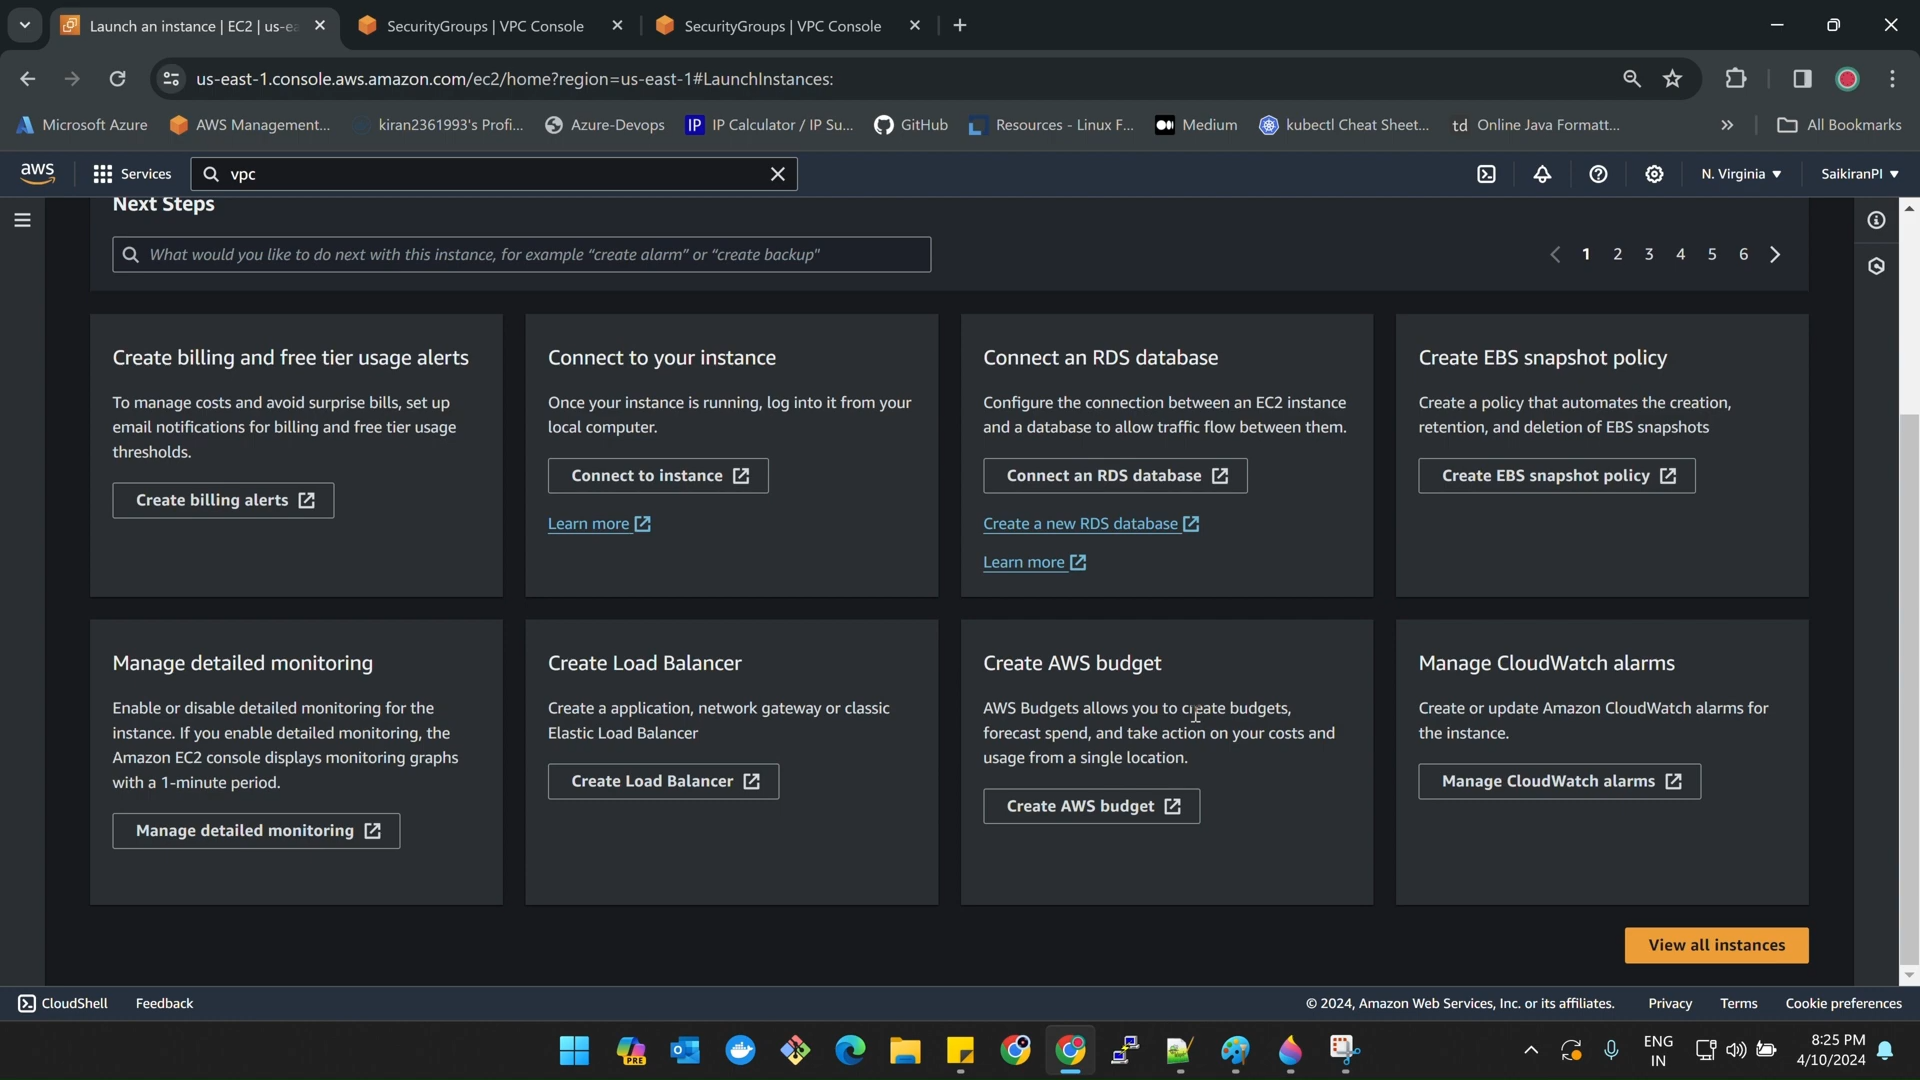 Launch an instance | EC2 | us-ea
SecurityGroups | VPC Console
SecurityGroups | VPC Console
us-east-1.console.aws.amazon.com/ec2/home?region=us-east-1#LaunchInstances:
Microsoft Azure
AWS Management...
kiran2361993's Profi...
Azure-Devops
IP
IP Calculator / IP Su...
GitHub
Resources - Linux F...
Medium
kubectl Cheat Sheet...
td
Online Java Formatt...
All Bookmarks
aws
Services
vpc
N. Virginia
SaikiranPI
Next Steps
What would you like to do next with this instance, for example “create alarm” or “create backup”
1 2 3 4 5 6
Create billing and free tier usage alerts
To manage costs and avoid surprise bills, set up
email notifications for billing and free tier usage
thresholds.
Create billing alerts
Connect to your instance
Once your instance is running, log into it from your
local computer.
Connect to instance
Learn more
Connect an RDS database
Configure the connection between an EC2 instance
and a database to allow traffic flow between them.
Connect an RDS database
Create a new RDS database
Learn more
Create EBS snapshot policy
Create a policy that automates the creation,
retention, and deletion of EBS snapshots
Create EBS snapshot policy
Manage detailed monitoring
Enable or disable detailed monitoring for the
instance. If you enable detailed monitoring, the
Amazon EC2 console displays monitoring graphs
with a 1-minute period.
Manage detailed monitoring
Create Load Balancer
Create a application, network gateway or classic
Elastic Load Balancer
Create Load Balancer
Create AWS budget
AWS Budgets allows you to create budgets,
forecast spend, and take action on your costs and
usage from a single location.
Create AWS budget
Manage CloudWatch alarms
Create or update Amazon CloudWatch alarms for
the instance.
Manage CloudWatch alarms
View all instances
CloudShell
Feedback
© 2024, Amazon Web Services, Inc. or its affiliates.
Privacy
Terms
Cookie preferences
PRE
ENG
IN
8:25 PM
4/10/2024